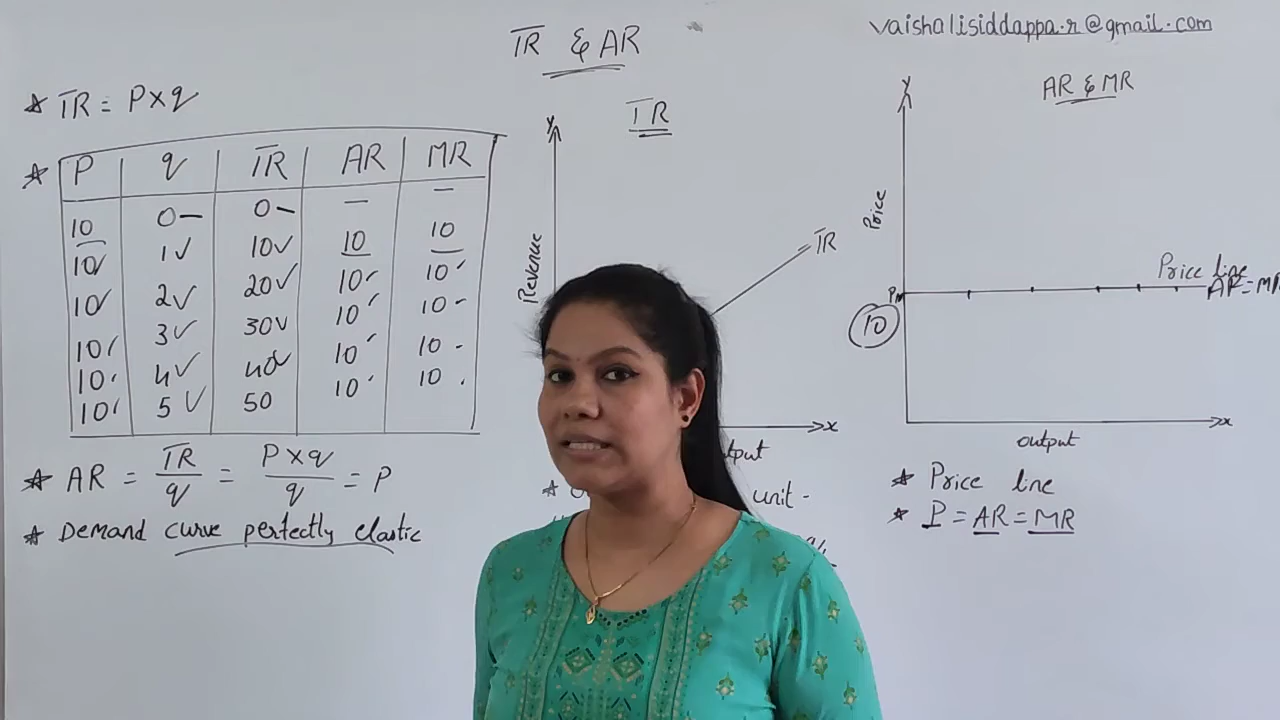 TR & AR
vaishalisiddappa.r@gmail.com
* TR = P×q
* P q TR AR MR
10 0 0 — —
10 1 10 10 10
10 2 20 10 10
10 3 30 10 10
10 4 40 10 10
10 5 50 10 10
* AR = TR/q = P×q/q = P
* Demand curve perfectly elastic
TR
Y
Revenue
TR
x
unit-
AR & MR
Y
Price
Price line
AR=MR
10
x
output
* Price line
* P = AR = MR